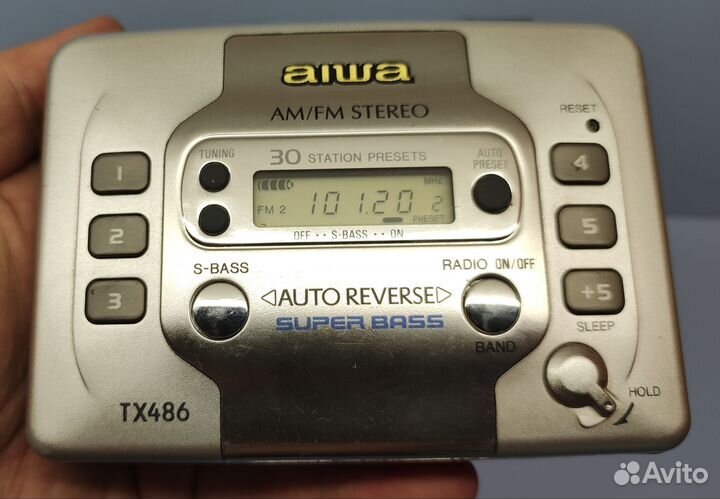 aiwa
AM/FM STEREO
RESET
TUNING
30 STATION PRESETS
AUTO PRESET
1
2
3
4
5
+5
SLEEP
MHz
FM 2
101.20
2
PRESET
OFF ·· S-BASS ·· ON
S-BASS
RADIO ON/OFF
◁AUTO REVERSE▷
SUPER BASS
BAND
HOLD
TX486
Avito